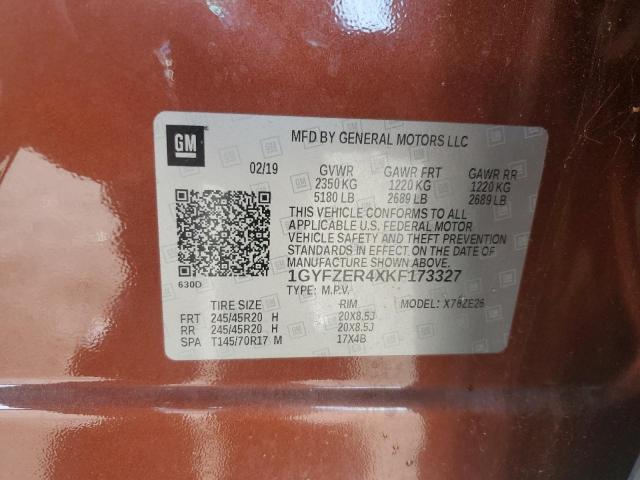 GM
MFD BY GENERAL MOTORS LLC
02/19 GVWR GAWR FRT GAWR RR
2350 KG 1220 KG 1220 KG
5180 LB 2689 LB 2689 LB
THIS VEHICLE CONFORMS TO ALL
APPLICABLE U.S. FEDERAL MOTOR
VEHICLE SAFETY AND THEFT PREVENTION
STANDARDS IN EFFECT ON THE DATE OF
MANUFACTURE SHOWN ABOVE.
1GYFZER4XKF173327
630D
TYPE: M.P.V.
TIRE SIZE RIM MODEL: X78ZE26
FRT 245/45R20 H 20X8.5J
RR 245/45R20 H 20X8.5J
SPA T145/70R17 M 17X4B